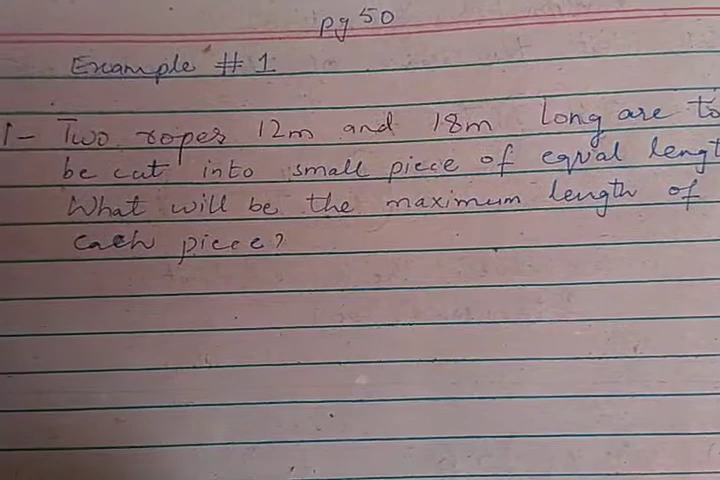 pg 50
Example # 1
1- Two ropes 12m and 18m long are to
be cut into small piece of equal lengt
What will be the maximum length of
each piece?